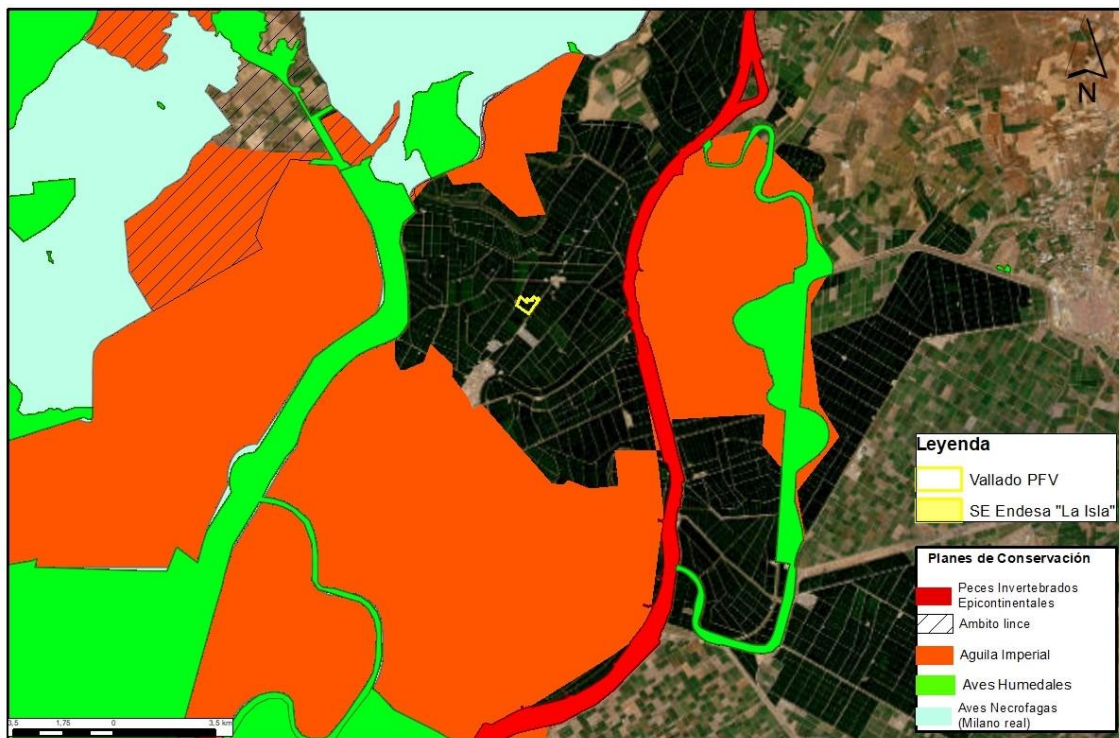 N
Leyenda
Vallado PFV
SE Endesa "La Isla"
Planes de Conservación
Peces Invertebrados
Epicontinentales
Ambito lince
Aguila Imperial
Aves Humedales
Aves Necrofagas
(Milano real)
3,5 1,75 0 3,5 km